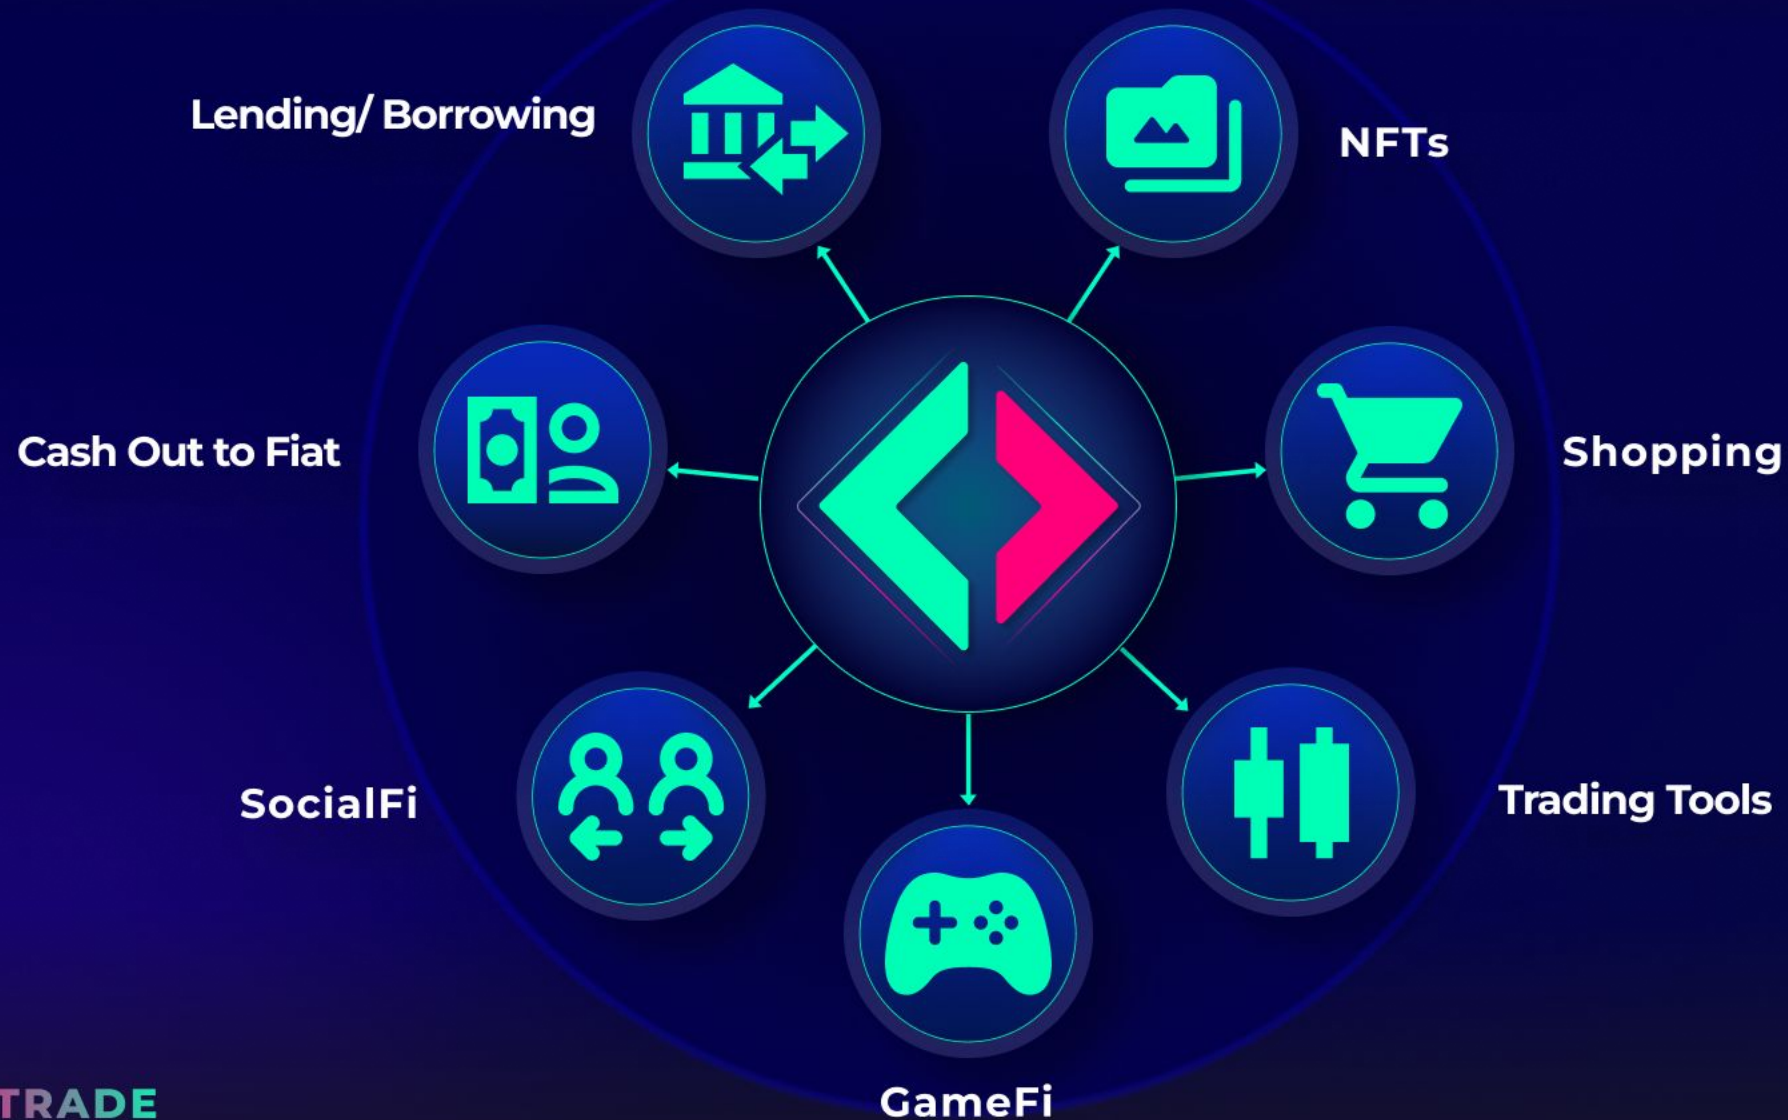 Lending/ Borrowing
NFTs
Cash Out to Fiat
Shopping
SocialFi
Trading Tools
GameFi
TRADE